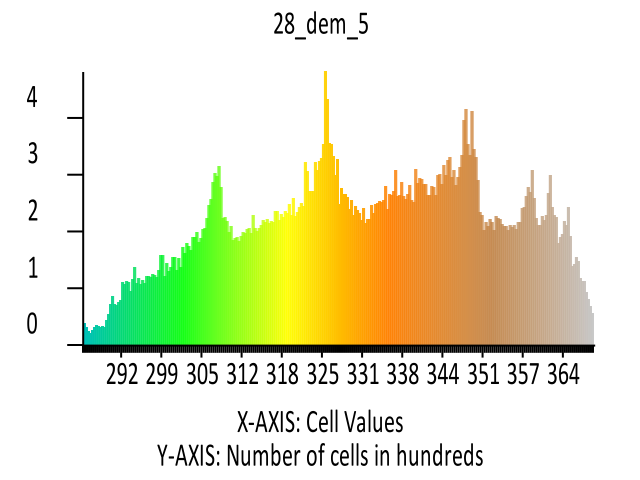 28_dem_5
4
3
2
1
0
292 299 305 312 318 325 331 338 344 351 357 364
X-AXIS: Cell Values
Y-AXIS: Number of cells in hundreds